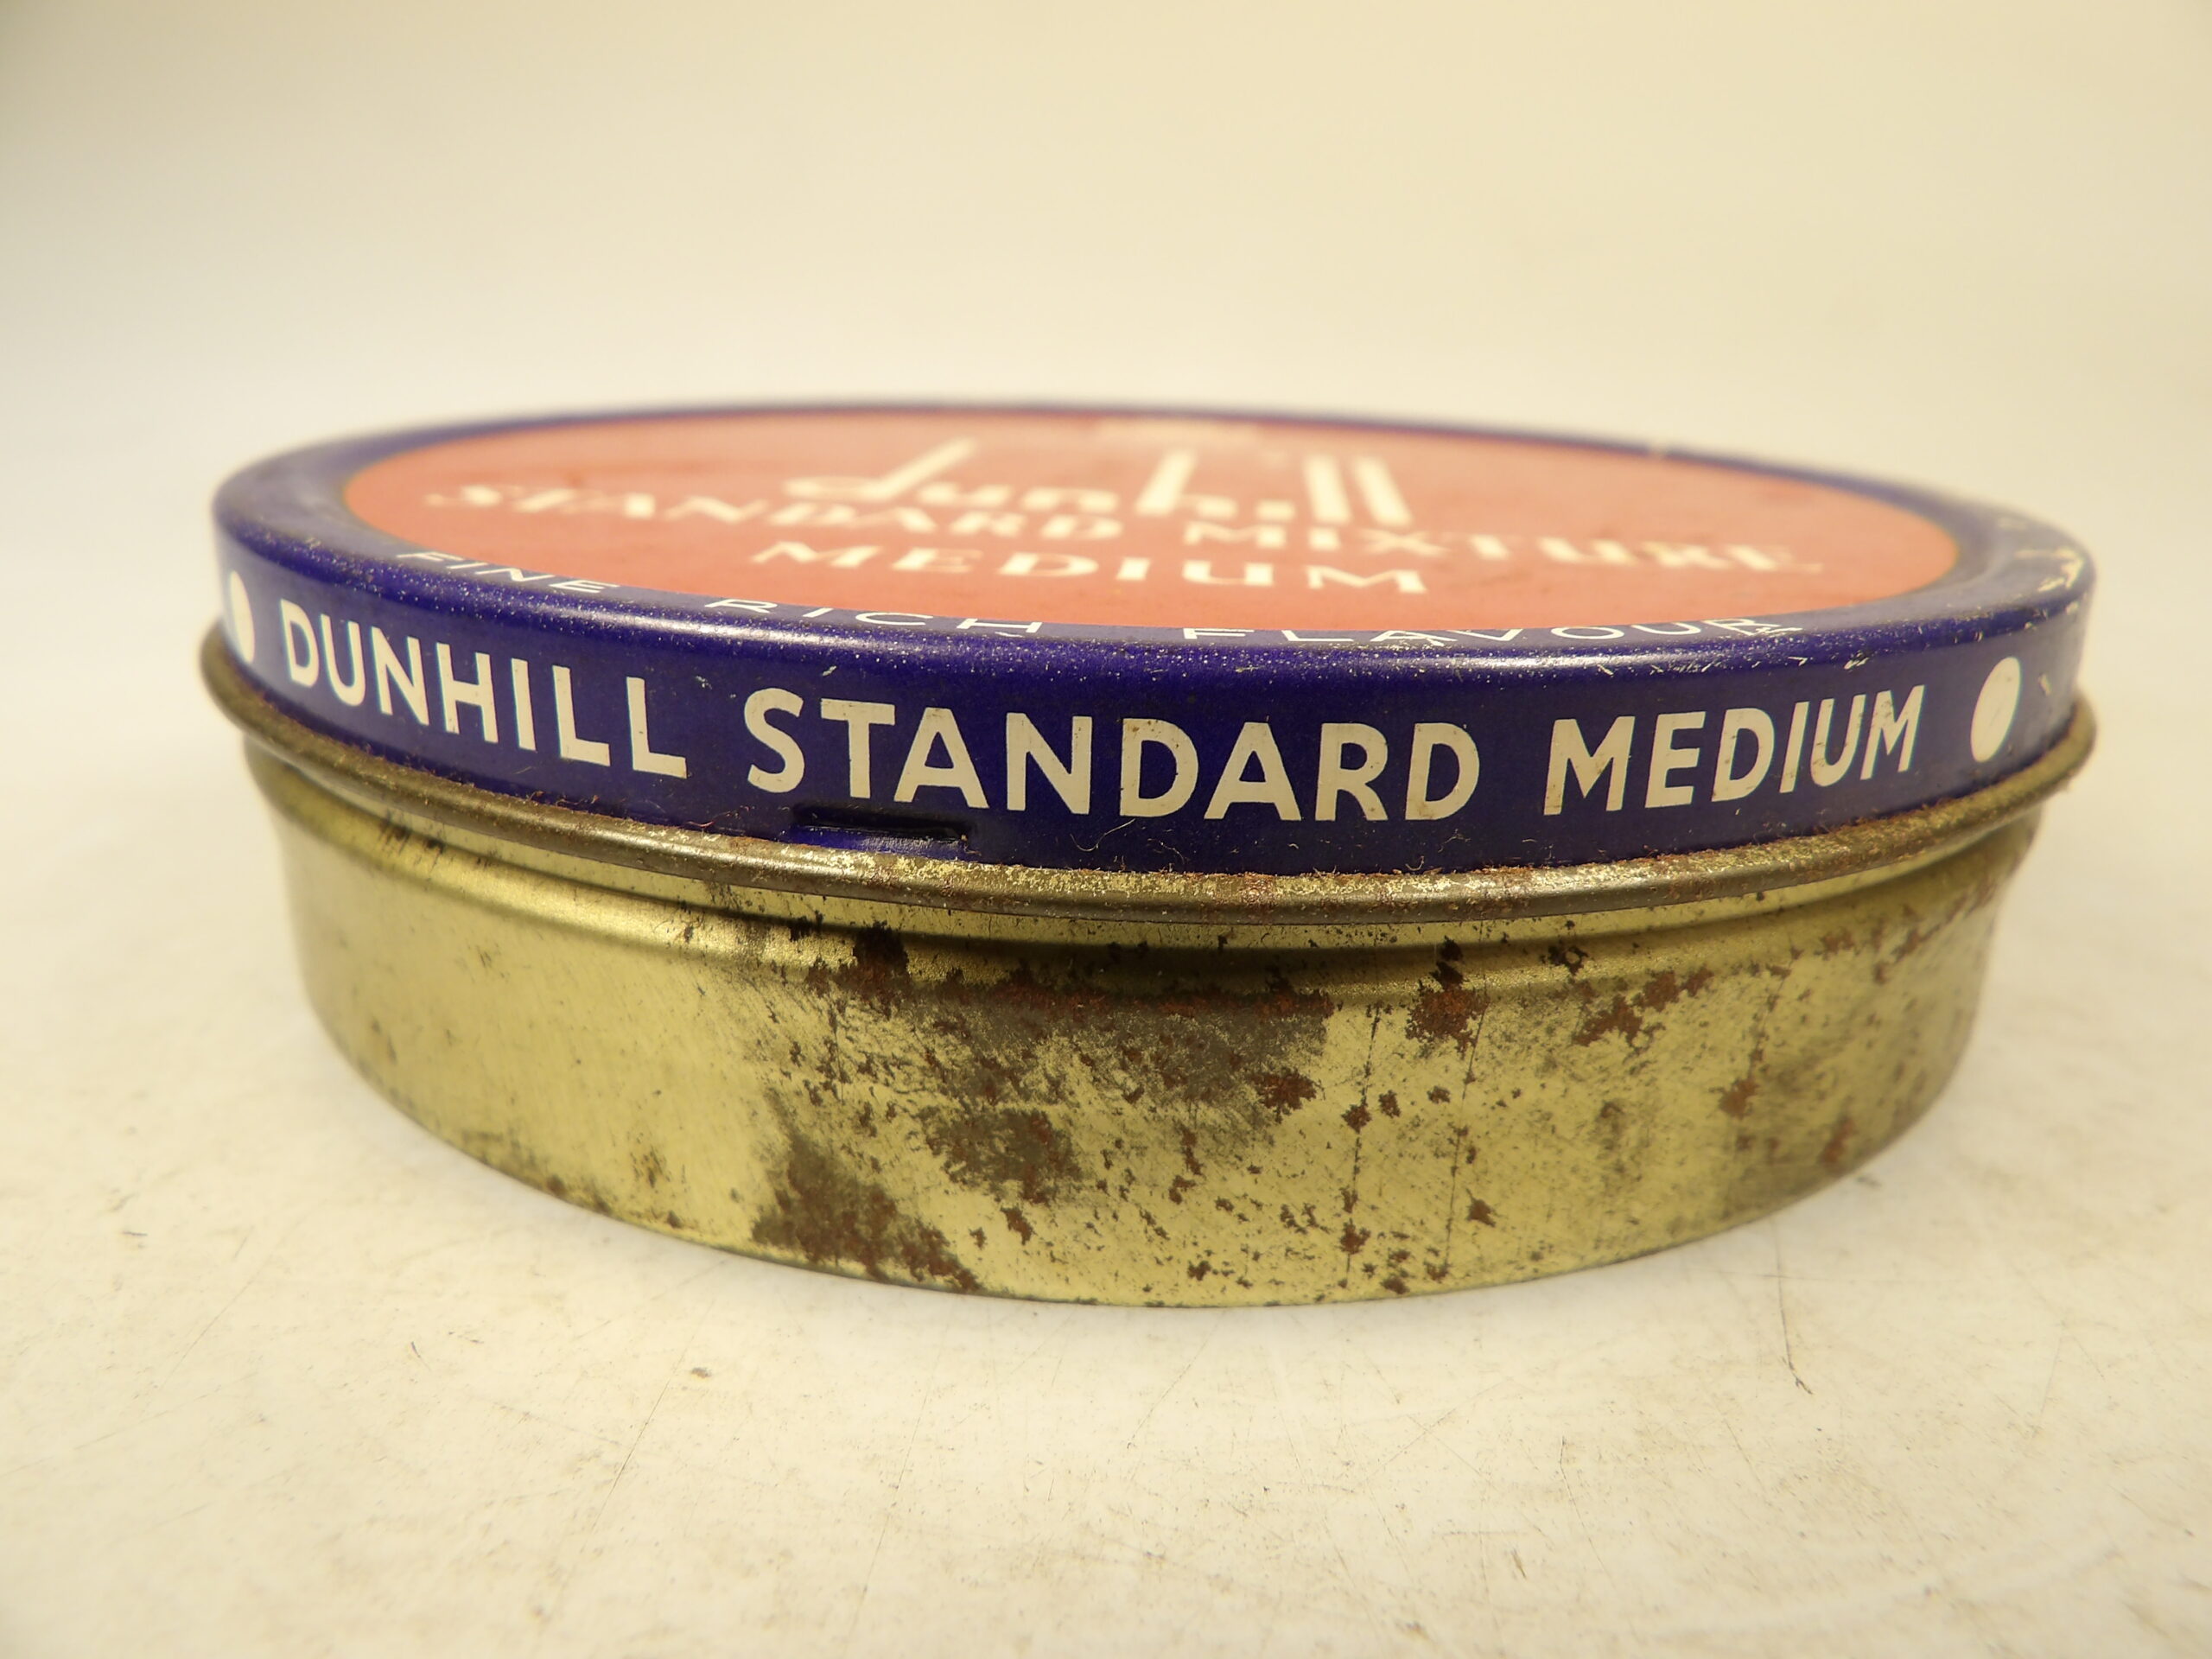 dunhill
STANDARD MIXTURE
MEDIUM
FINE RICH FLAVOUR
DUNHILL STANDARD MEDIUM